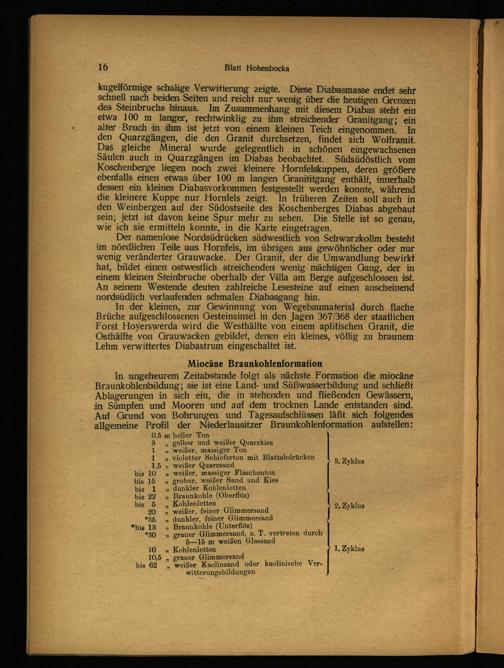 16
Blatt Hohenbocka
kugelförmige schalige Verwitterung zeigte. Diese Diabasmasse endet sehr
schnell nach beiden Seiten und reicht nur wenig über die heutigen Grenzen
des Steinbruchs hinaus. Im Zusammenhang mit diesem Diabas steht ein
etwa 100 m langer, rechtwinklig zu ihm streichender Granitgang; ein
alter Bruch in ihm ist jetzt von einem kleinen Teich eingenommen. In
den Quarzgängen, die den Granit durchsetzen, findet sich Wolframit.
Das gleiche Mineral wurde gelegentlich in schönen eingewachsenen
Säulen auch in Quarzgängen im Diabas beobachtet. Südsüdöstlich vom
Koschenberge liegen noch zwei kleinere Hornfelskuppen, deren größere
ebenfalls einen etwas über 100 m langen Granititgang enthält, innerhalb
dessen ein kleines Diabasvorkommen festgestellt werden konnte, während
die kleinere Kuppe nur Hornfels zeigt. In früheren Zeiten soll auch in
den Weinbergen auf der Südostseite des Koschenberges Diabas abgebaut
sein; jetzt ist davon keine Spur mehr zu sehen. Die Stelle ist so genau,
wie ich sie ermitteln konnte, in die Karte eingetragen.
Der namenlose Nordsüdrücken südwestlich von Schwarzkollm besteht
im nördlichen Teile aus Hornfels, im übrigen aus gewöhnlicher oder nur
wenig veränderter Grauwacke. Der Granit, der die Umwandlung bewirkt
hat, bildet einen ostwestlich streichenden wenig mächtigen Gang, der in
einem kleinen Steinbruche oberhalb der Villa am Berge aufgeschlossen ist.
An seinem Westende deuten zahlreiche Lesesteine auf einen anscheinend
nordsüdlich verlaufenden schmalen Diabasgang hin.
In der kleinen, zur Gewinnung von Wegebaumaterial durch flache
Brüche aufgeschlossenen Gesteinsinsel in den Jagen 367/368 der staatlichen
Forst Hoyerswerda wird die Westhälfte von einem aplitischen Granit, die
Osthälfte von Grauwacken gebildet, denen ein kleines, völlig zu braunem
Lehm verwittertes Diabastrum eingeschaltet ist.
Miocäne Braunkohlenformation
In ungeheurem Zeitabstande folgt als nächste Formation die miocäne
Braunkohlenbildung; sie ist eine Land- und Süßwasserbildung und schließt
Ablagerungen in sich ein, die in stehenden und fließenden Gewässern,
in Sümpfen und Mooren und auf dem trocknen Lande entstanden sind.
Auf Grund von Bohrungen und Tagesaufschlüssen läßt sich folgendes
allgemeine Profil der Niederlausitzer Braunkohlenformation aufstellen:
0,5 m heller Ton
3 „ gelber und weißer Quarzkies
1 „ weißer, massiger Ton
1 „ violetter Schieferton mit Blattabdrücken
3. Zyklus
1,5 „ weißer Quarzsand
bis 10 „ weißer, massiger Flaschenton
bis 15 „ grober, weißer Sand und Kies
bis 1 „ dunkler Kohlenletten
bis 22 „ Braunkohle (Oberflöz)
bis 5 „ Kohlenletten
2. Zyklus
20 „ weißer, feiner Glimmersand
*35 „ dunkler, feiner Glimmersand
*bis 13 „ Braunkohle (Unterflöz)
*30 „ grauer Glimmersand, z. T. vertreten durch
5—15 m weißen Glassand
10 „ Kohlenletten
1. Zyklus
10,5 „ grauer Glimmersand
bis 62 „ weißer Kaolinsand oder kaolinische Ver-
witterungsbildungen